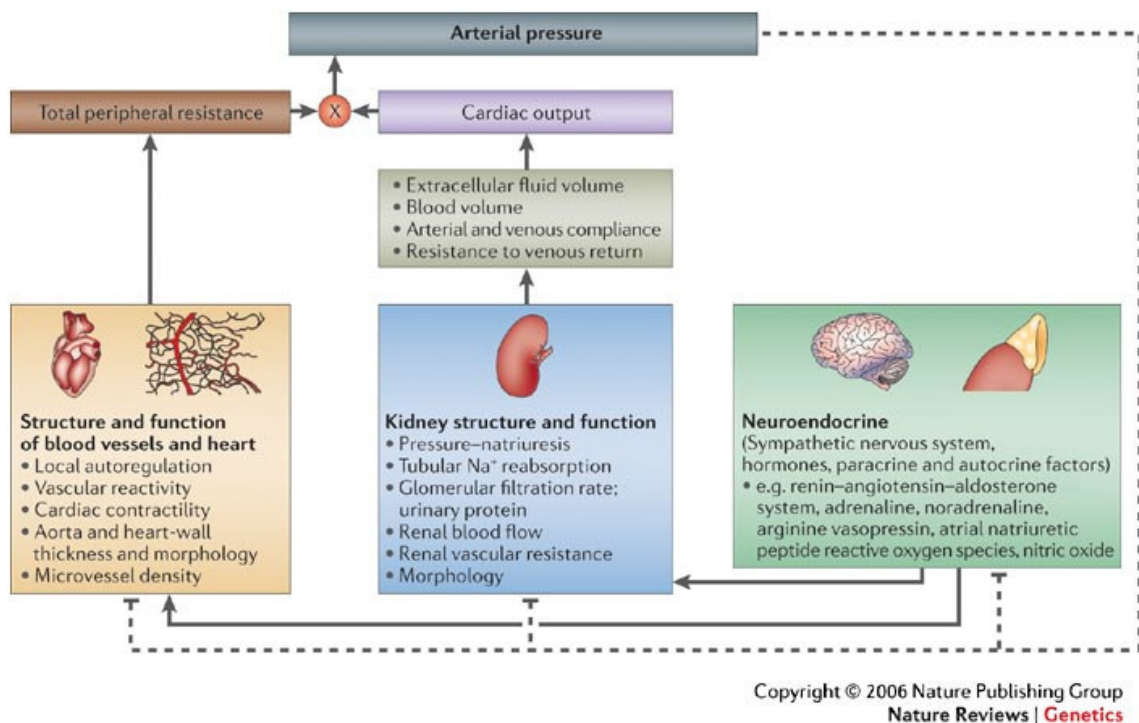 Arterial pressure
Total peripheral resistance
X
Cardiac output
• Extracellular fluid volume
• Blood volume
• Arterial and venous compliance
• Resistance to venous return
Structure and function
of blood vessels and heart
• Local autoregulation
• Vascular reactivity
• Cardiac contractility
• Aorta and heart-wall
thickness and morphology
• Microvessel density
Kidney structure and function
• Pressure–natriuresis
• Tubular Na⁺ reabsorption
• Glomerular filtration rate;
urinary protein
• Renal blood flow
• Renal vascular resistance
• Morphology
Neuroendocrine
(Sympathetic nervous system,
hormones, paracrine and autocrine factors)
• e.g. renin–angiotensin–aldosterone
system, adrenaline, noradrenaline,
arginine vasopressin, atrial natriuretic
peptide reactive oxygen species, nitric oxide
Copyright © 2006 Nature Publishing Group
Nature Reviews | Genetics